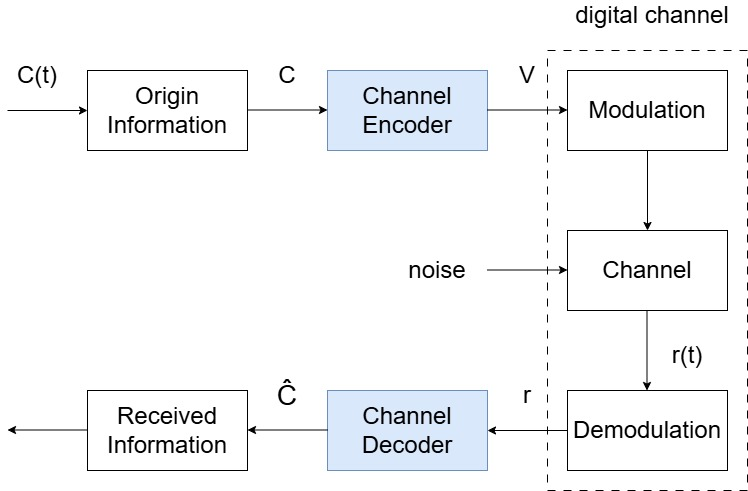 digital channel
C(t)
Origin
Information
C
Channel
Encoder
V
Modulation
noise
Channel
r(t)
Received
Information
Ĉ
Channel
Decoder
r
Demodulation